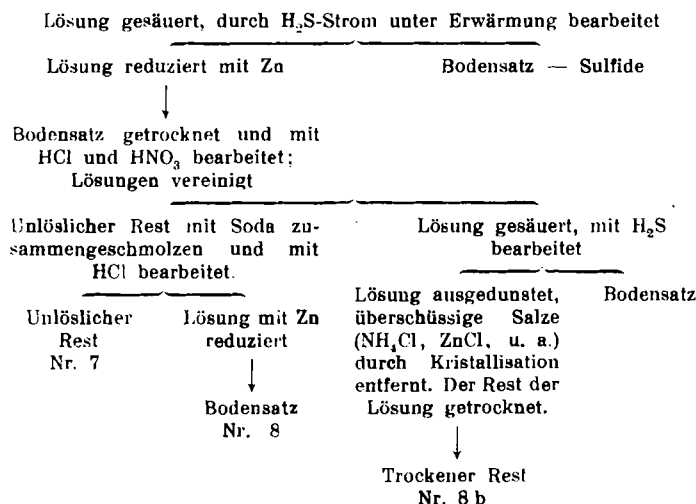 Lösung gesäuert, durch H₂S-Strom unter Erwärmung bearbeitet
Lösung reduziert mit Zn
Bodensatz — Sulfide
Bodensatz getrocknet und mit
HCl und HNO₃ bearbeitet;
Lösungen vereinigt
Unlöslicher Rest mit Soda zu-
sammengeschmolzen und mit
HCl bearbeitet.
Lösung gesäuert, mit H₂S
bearbeitet
Unlöslicher
Rest
Nr. 7
Lösung mit Zn
reduziert
Bodensatz
Nr. 8
Lösung ausgedunstet,
überschüssige Salze
(NH₄Cl, ZnCl, u. a.)
durch Kristallisation
entfernt. Der Rest der
Lösung getrocknet.
Bodensatz
Trockener Rest
Nr. 8 b